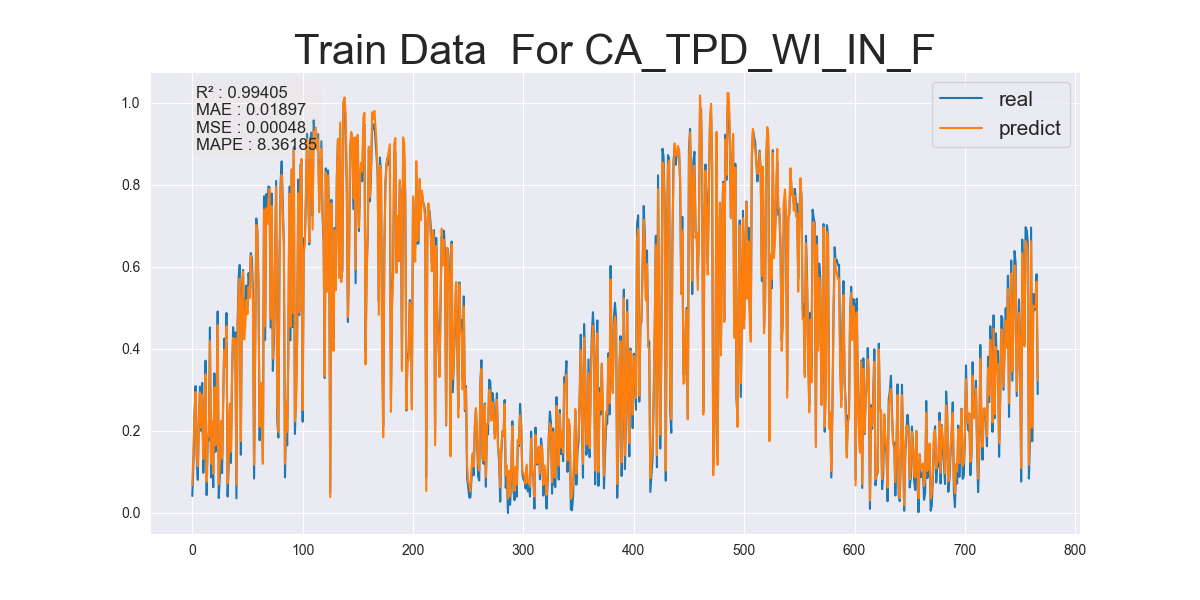 Train Data  For CA_TPD_WI_IN_F
R² : 0.99405
MAE : 0.01897
MSE : 0.00048
MAPE : 8.36185
real
predict
1.0
0.8
0.6
0.4
0.2
0.0
0 100 200 300 400 500 600 700 800